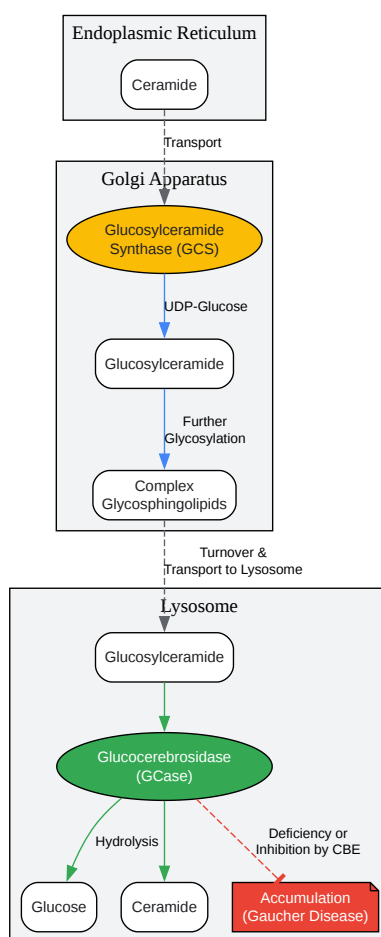 Endoplasmic Reticulum
Ceramide
Transport
Golgi Apparatus
Glucosylceramide
Synthase (GCS)
UDP-Glucose
Glucosylceramide
Further
Glycosylation
Complex
Glycosphingolipids
Turnover &
Transport to Lysosome
Lysosome
Glucosylceramide
Glucocerebrosidase
(GCase)
Hydrolysis
Deficiency or
Inhibition by CBE
Glucose
Ceramide
Accumulation
(Gaucher Disease)